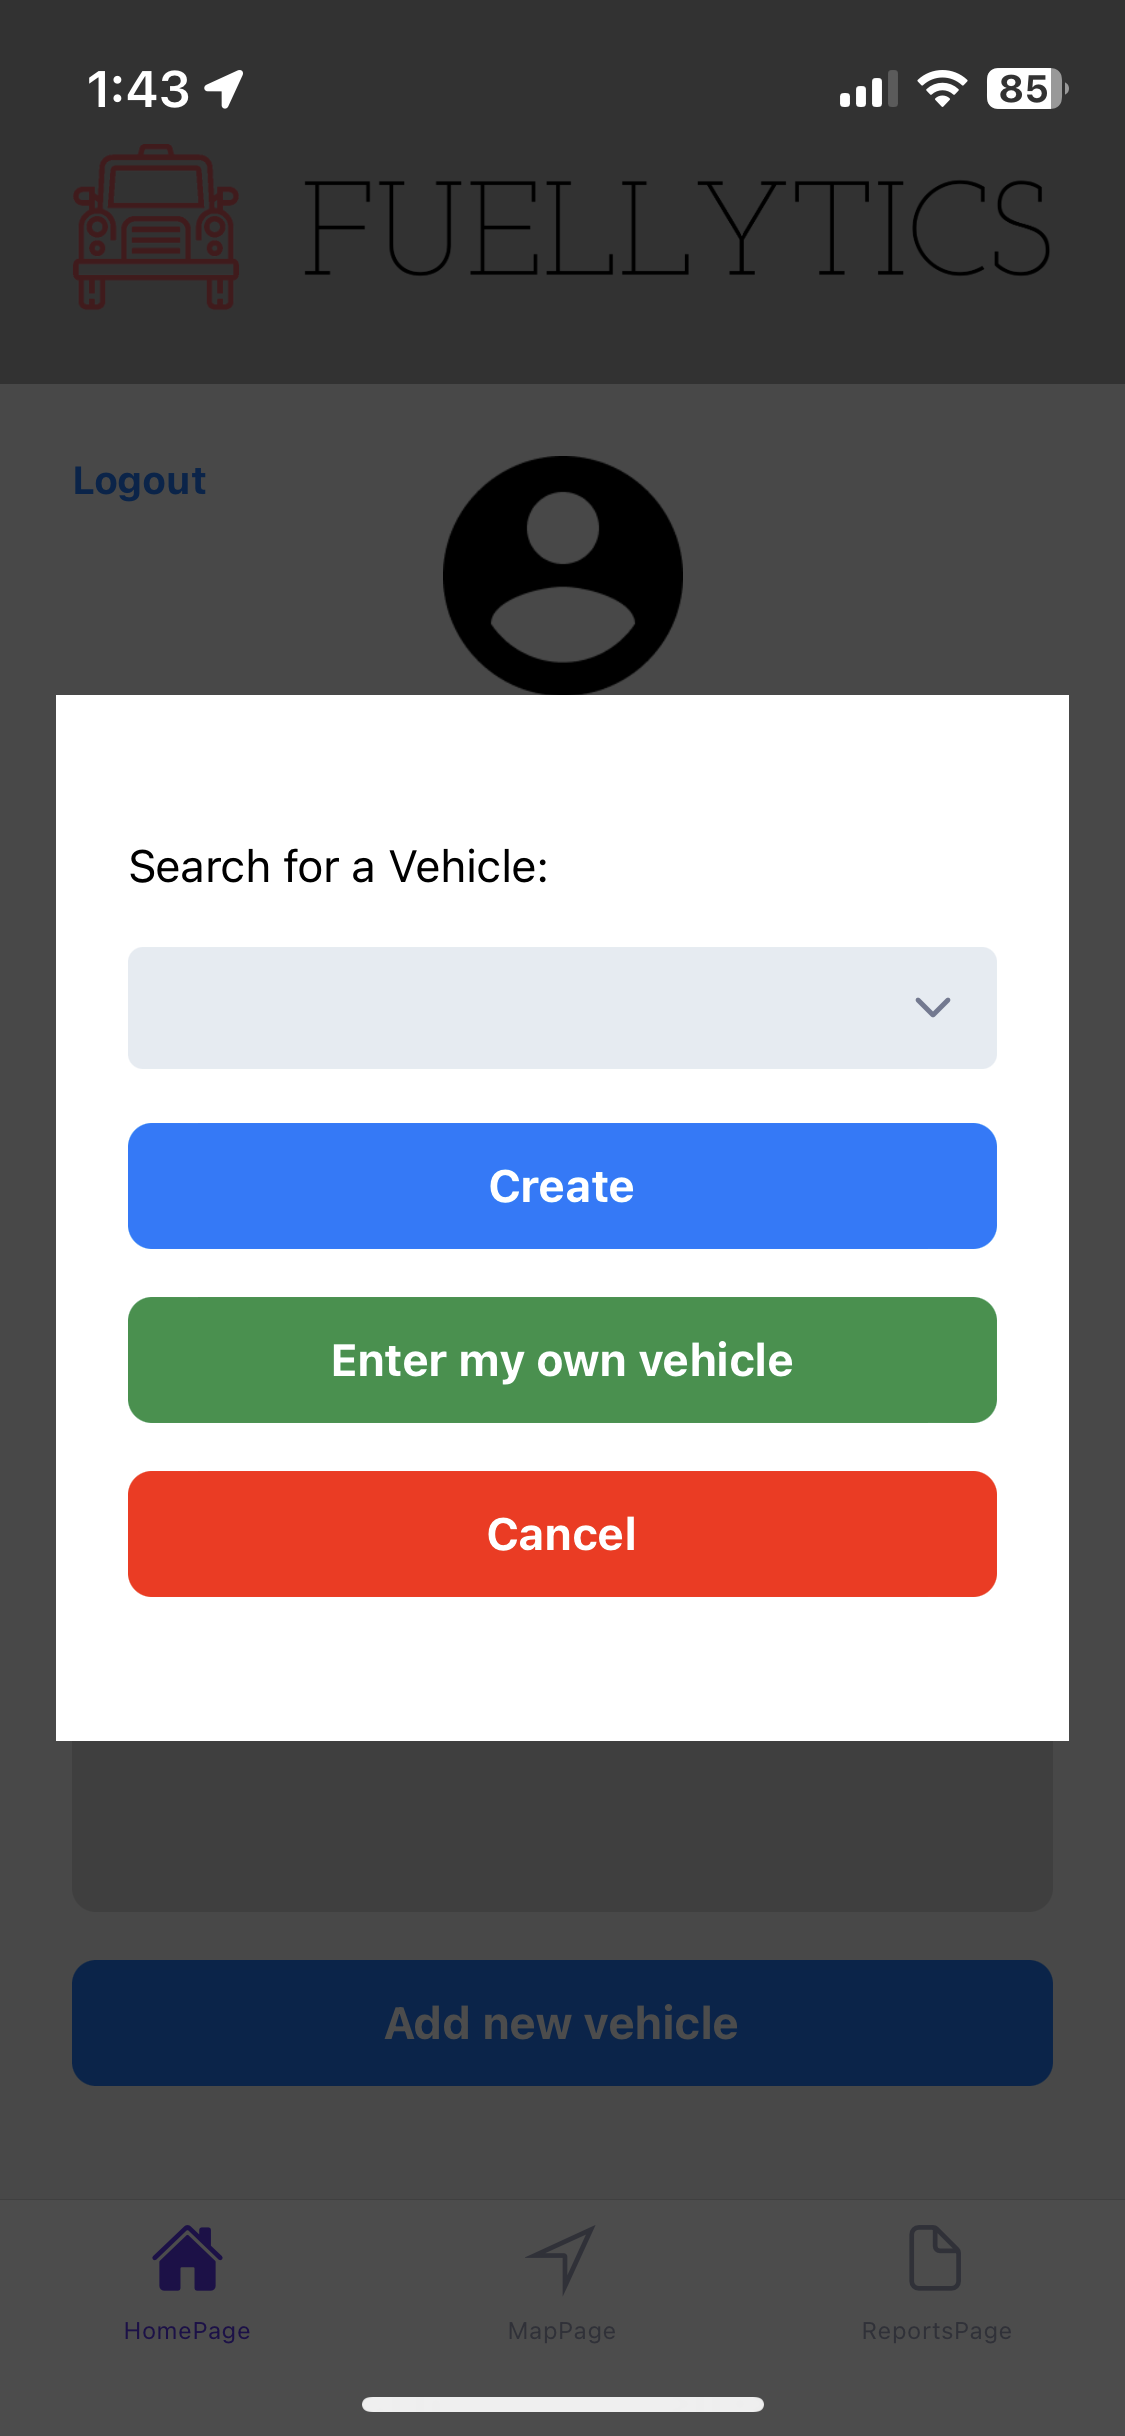 1:43
85
FUELLYTICS
Logout
Search for a Vehicle:
Create
Enter my own vehicle
Cancel
Add new vehicle
HomePage
MapPage
ReportsPage